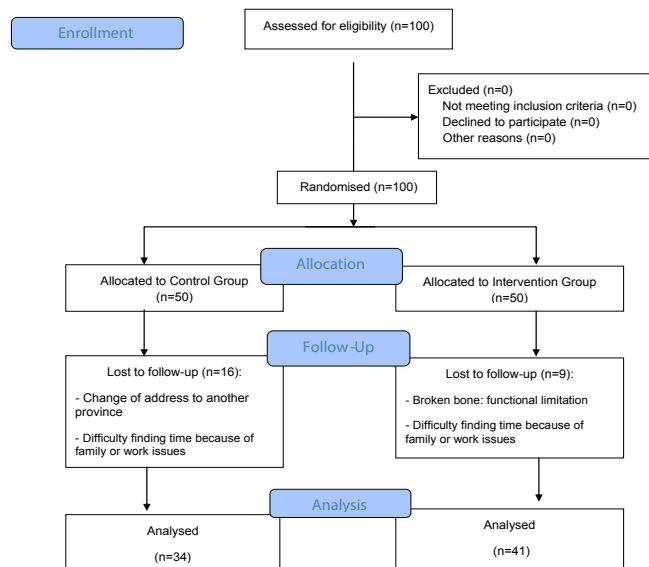 Enrollment
Assessed for eligibility (n=100)
Excluded (n=0)
Not meeting inclusion criteria (n=0)
Declined to participate (n=0)
Other reasons (n=0)
Randomised (n=100)
Allocation
Allocated to Control Group
(n=50)
Allocated to Intervention Group
(n=50)
Follow-Up
Lost to follow-up (n=16):
- Change of address to another
province
- Difficulty finding time because of
family or work issues
Lost to follow-up (n=9):
- Broken bone: functional limitation
- Difficulty finding time because of
family or work issues
Analysis
Analysed
(n=34)
Analysed
(n=41)